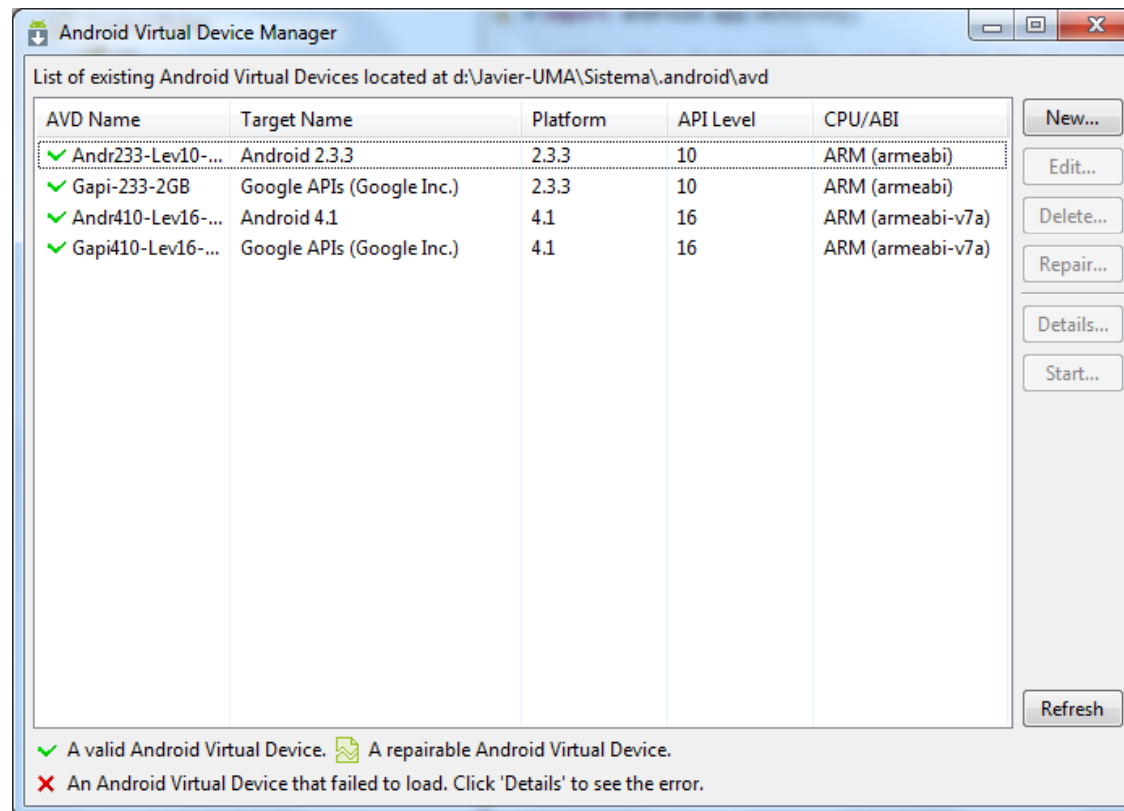 Android Virtual Device Manager
List of existing Android Virtual Devices located at d:\Javier-UMA\Sistema\.android\avd
AVD Name Target Name Platform API Level CPU/ABI
Andr233-Lev10-... Android 2.3.3 2.3.3 10 ARM (armeabi)
Gapi-233-2GB Google APIs (Google Inc.) 2.3.3 10 ARM (armeabi)
Andr410-Lev16-... Android 4.1 4.1 16 ARM (armeabi-v7a)
Gapi410-Lev16-... Google APIs (Google Inc.) 4.1 16 ARM (armeabi-v7a)
New...
Edit...
Delete...
Repair...
Details...
Start...
Refresh
A valid Android Virtual Device. A repairable Android Virtual Device.
An Android Virtual Device that failed to load. Click 'Details' to see the error.